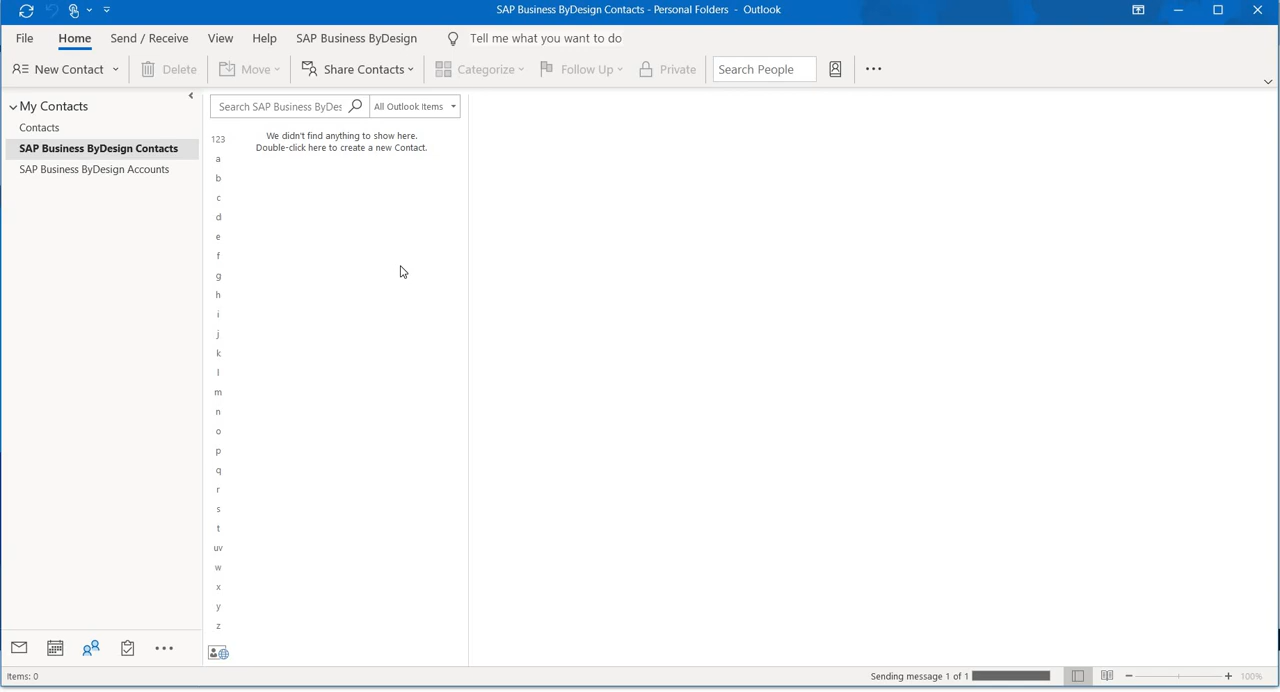 SAP Business ByDesign Contacts - Personal Folders - Outlook
File Home Send / Receive View Help SAP Business ByDesign Tell me what you want to do
New Contact Delete Move Share Contacts Categorize Follow Up Private Search People
My Contacts
Contacts
SAP Business ByDesign Contacts
SAP Business ByDesign Accounts
Search SAP Business ByDes All Outlook Items
We didn't find anything to show here.
Double-click here to create a new Contact.
123
a
b
c
d
e
f
g
h
i
j
k
l
m
n
o
p
q
r
s
t
uv
w
x
y
z
Items: 0 Sending message 1 of 1 100%